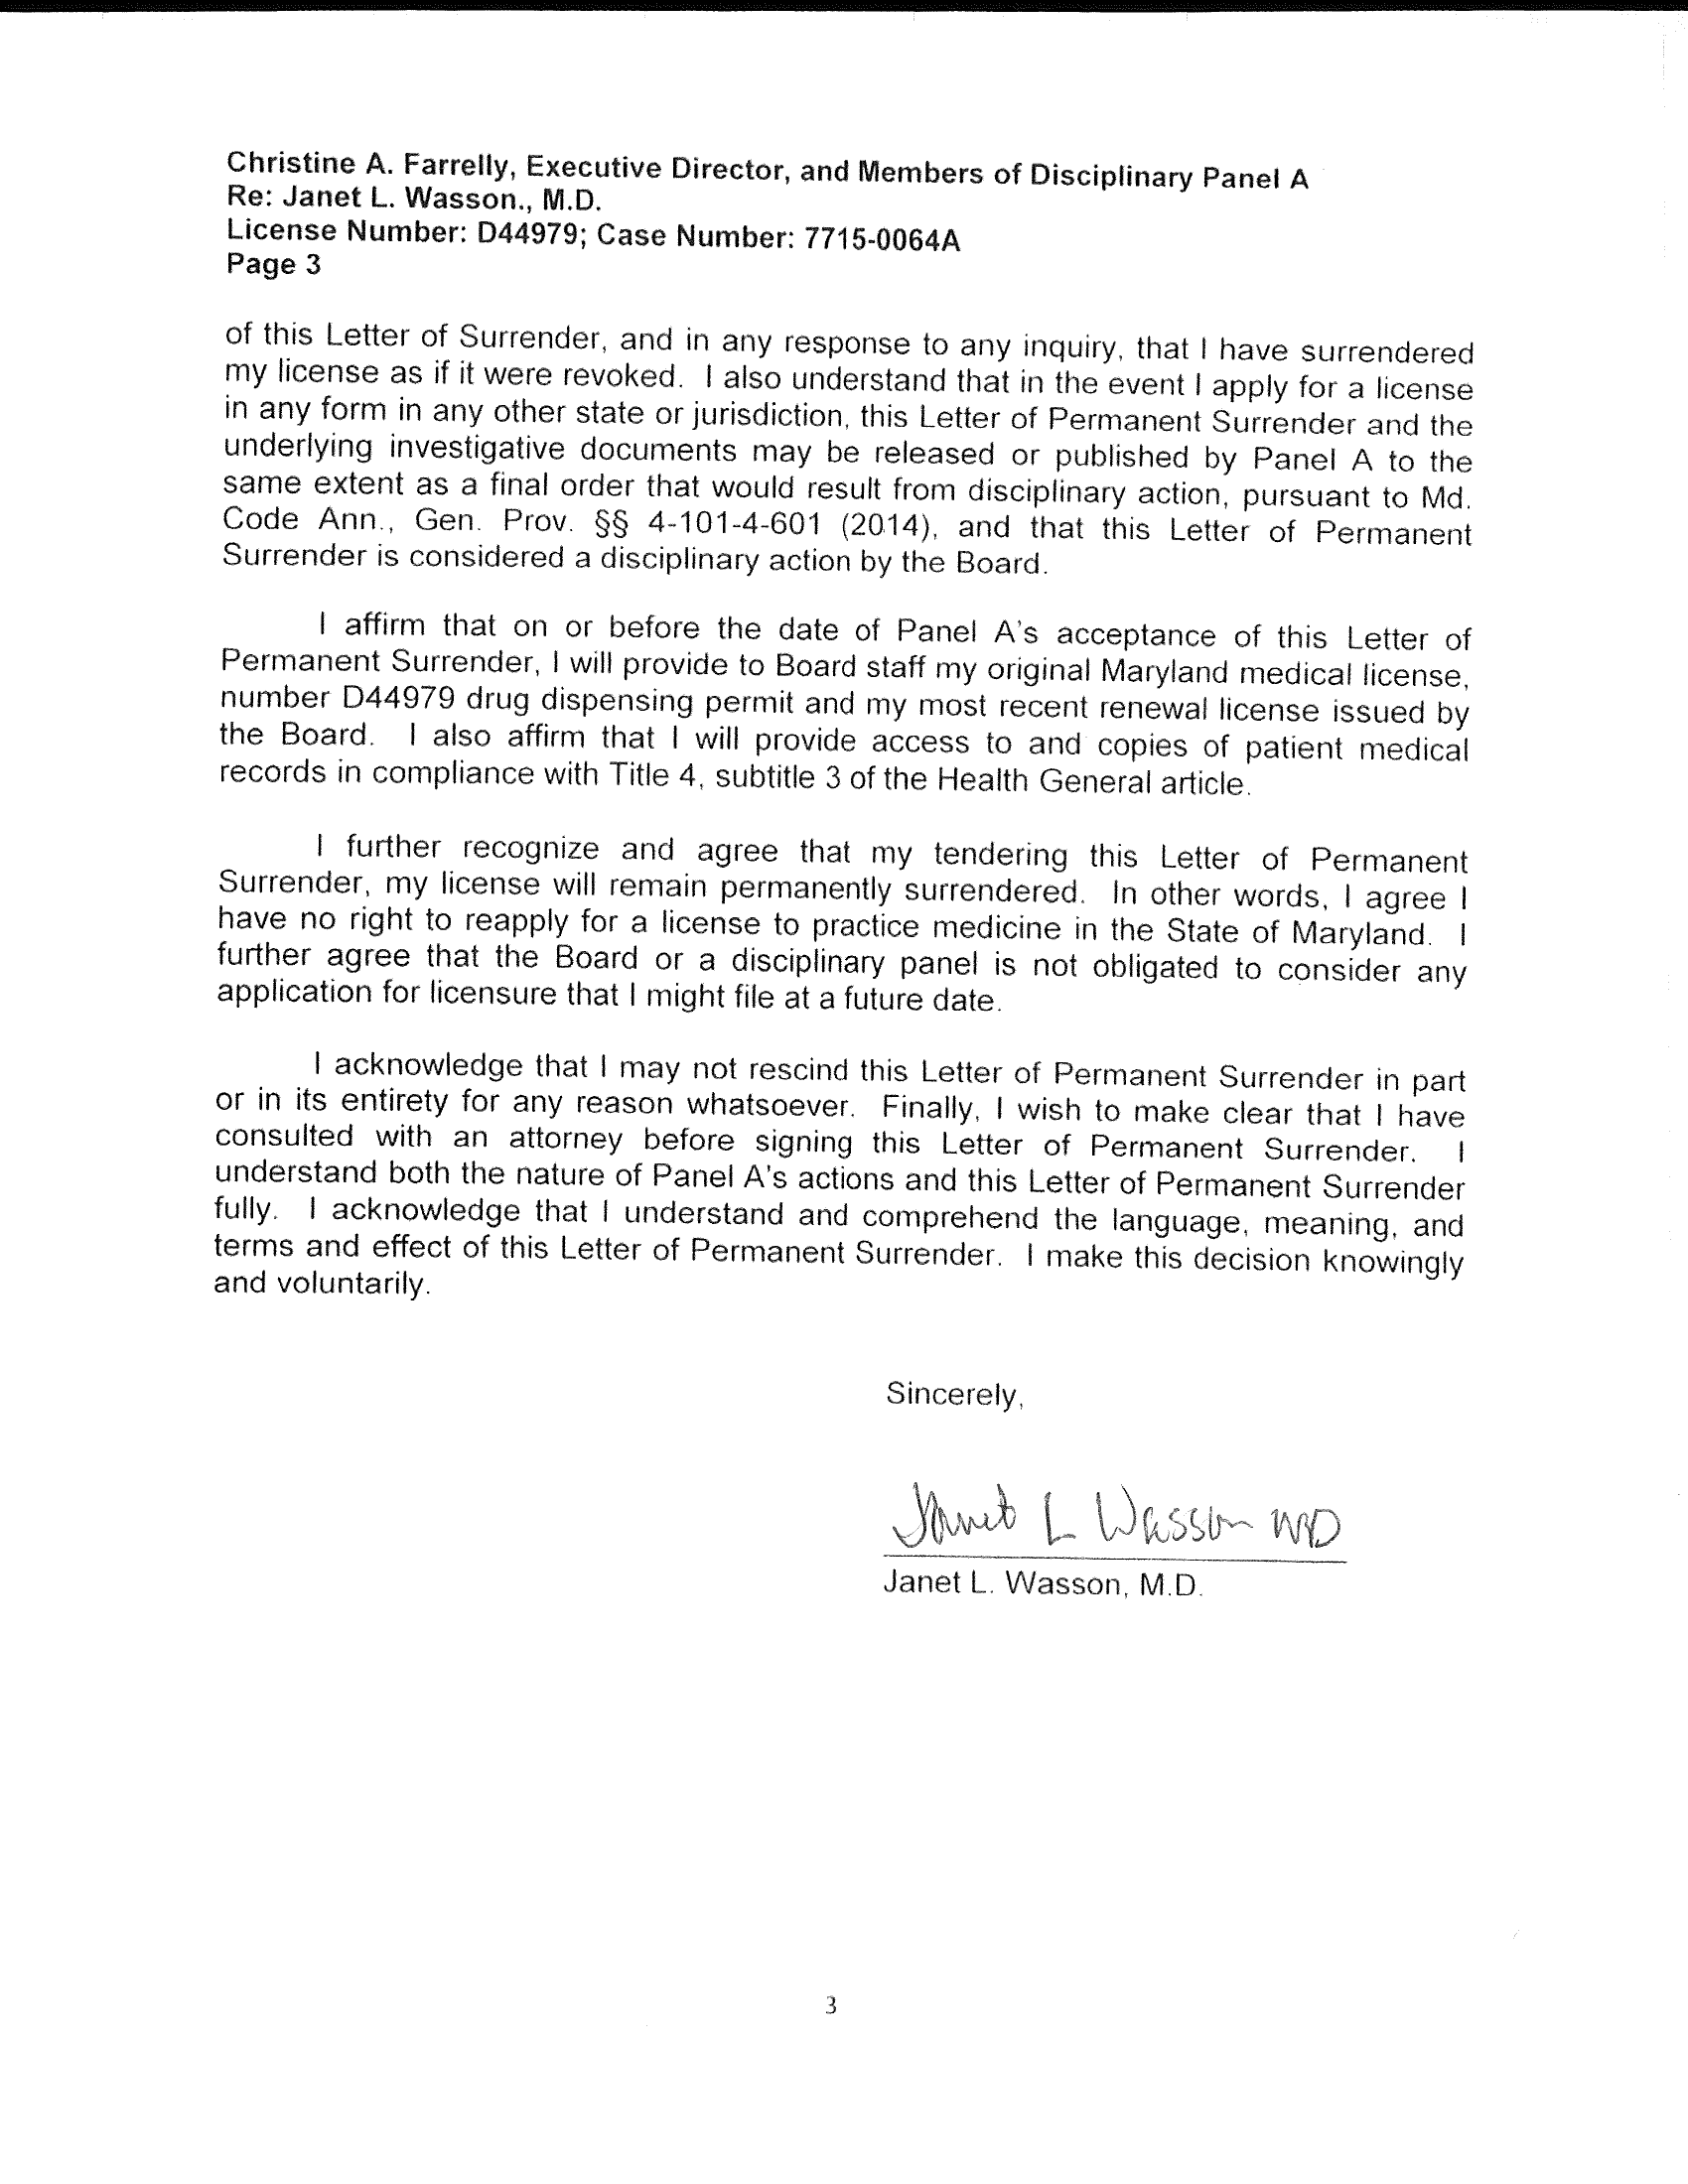 Christine A. Farrelly, Executive Director, and Members of Disciplinary Panel A
Re: Janet L. Wasson., M.D.
License Number: D44979; Case Number: 7715-0064A
Page 3
of this Letter of Surrender, and in any response to any inquiry, that I have surrendered
my license as if it were revoked. I also understand that in the event I apply for a license
in any form in any other state or jurisdiction, this Letter of Permanent Surrender and the
underlying investigative documents may be released or published by Panel A to the
same extent as a final order that would result from disciplinary action, pursuant to Md.
Code Ann., Gen. Prov. §§ 4-101-4-601 (2014), and that this Letter of Permanent
Surrender is considered a disciplinary action by the Board.
I affirm that on or before the date of Panel A's acceptance of this Letter of
Permanent Surrender, I will provide to Board staff my original Maryland medical license,
number D44979 drug dispensing permit and my most recent renewal license issued by
the Board. I also affirm that I will provide access to and copies of patient medical
records in compliance with Title 4, subtitle 3 of the Health General article.
I further recognize and agree that my tendering this Letter of Permanent
Surrender, my license will remain permanently surrendered. In other words, I agree I
have no right to reapply for a license to practice medicine in the State of Maryland. I
further agree that the Board or a disciplinary panel is not obligated to consider any
application for licensure that I might file at a future date.
I acknowledge that I may not rescind this Letter of Permanent Surrender in part
or in its entirety for any reason whatsoever. Finally, I wish to make clear that I have
consulted with an attorney before signing this Letter of Permanent Surrender. I
understand both the nature of Panel A's actions and this Letter of Permanent Surrender
fully. I acknowledge that I understand and comprehend the language, meaning, and
terms and effect of this Letter of Permanent Surrender. I make this decision knowingly
and voluntarily.
Sincerely,
Janet L Wasson MD
Janet L. Wasson, M.D.
3